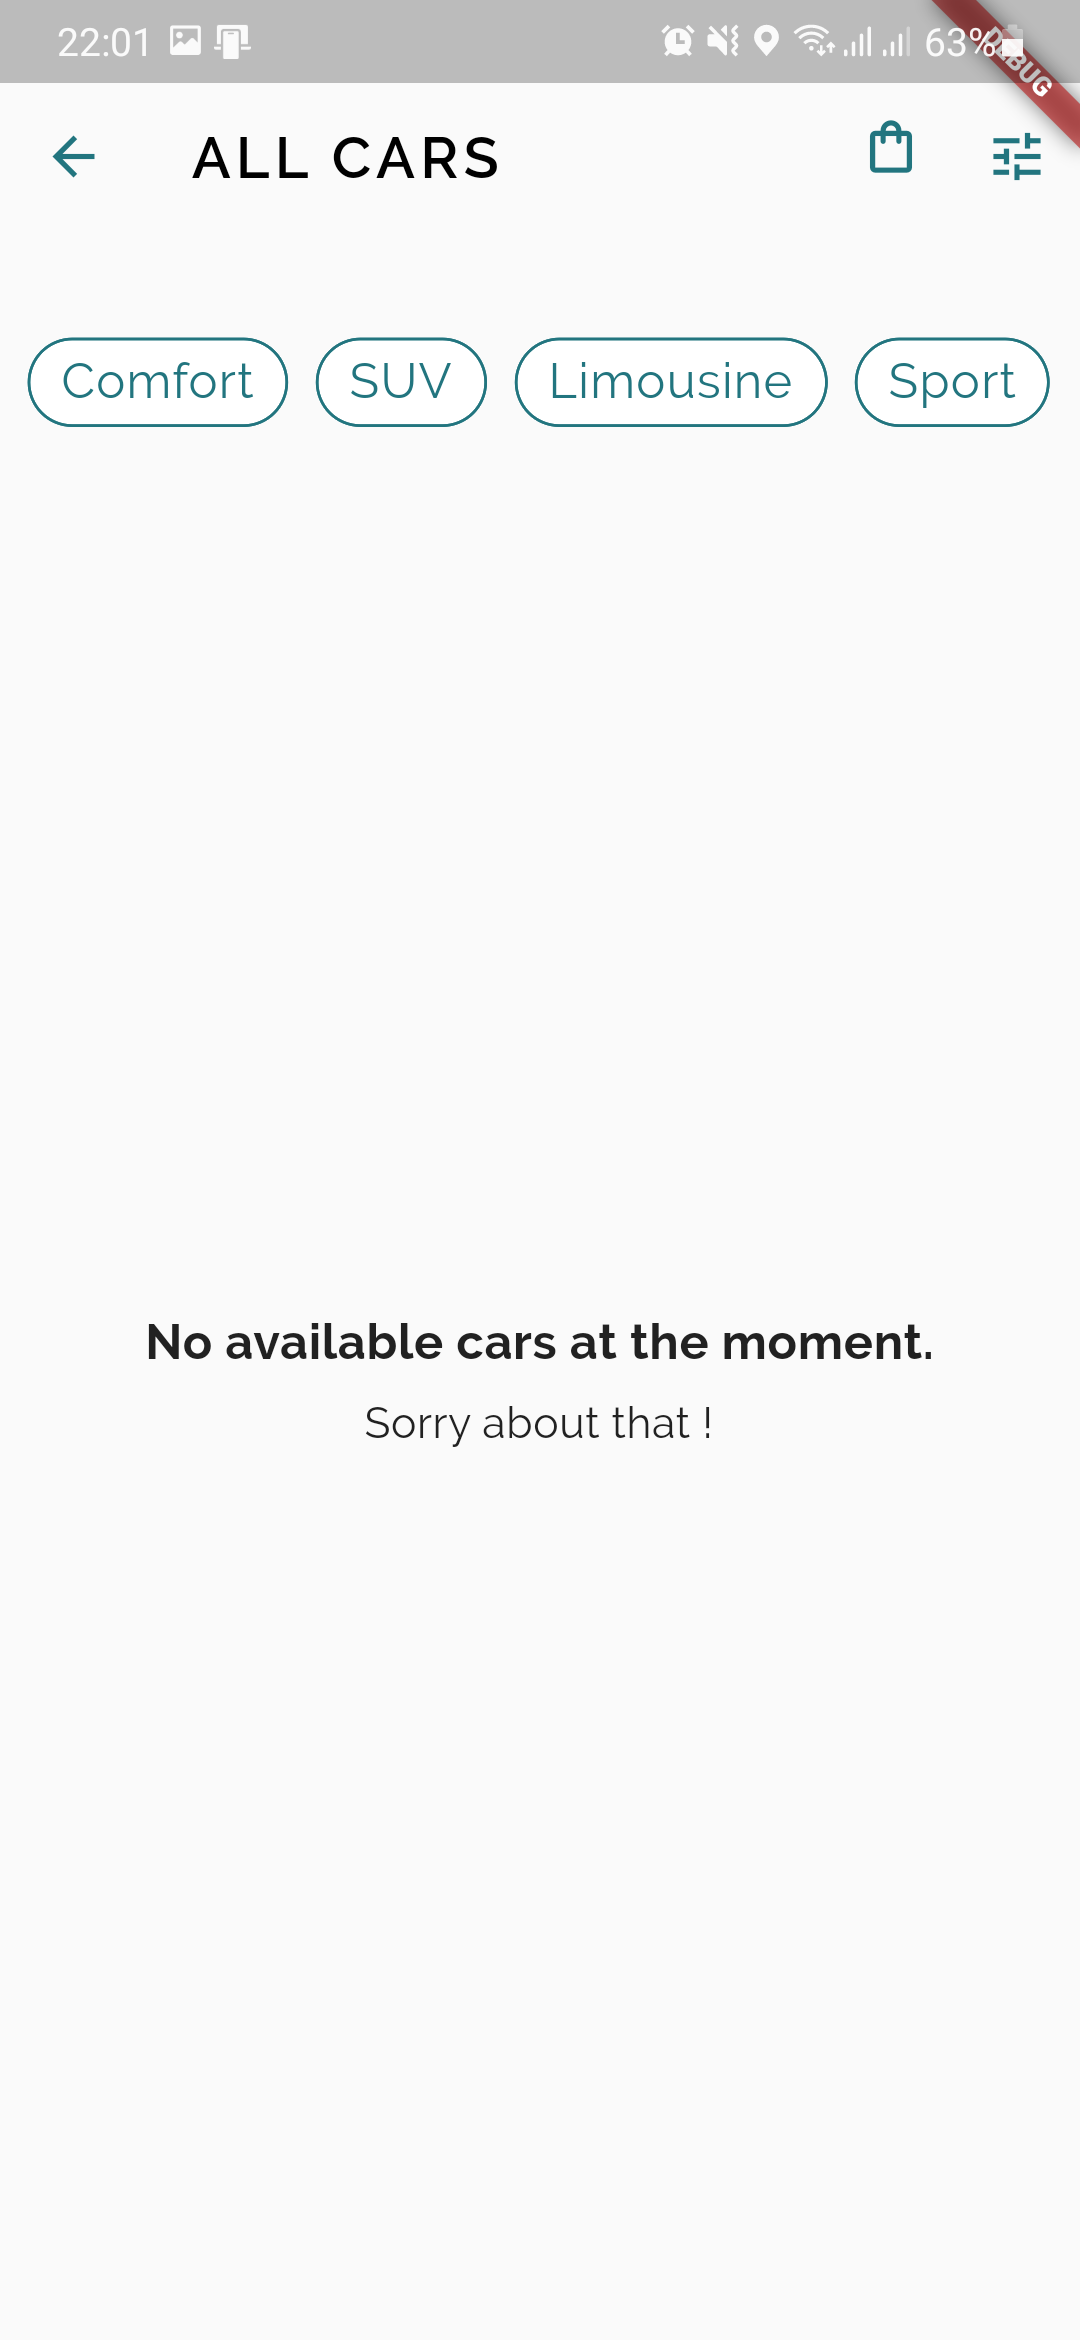 22:01 63%
DEBUG
ALL CARS
Comfort SUV Limousine Sport
No available cars at the moment.
Sorry about that !